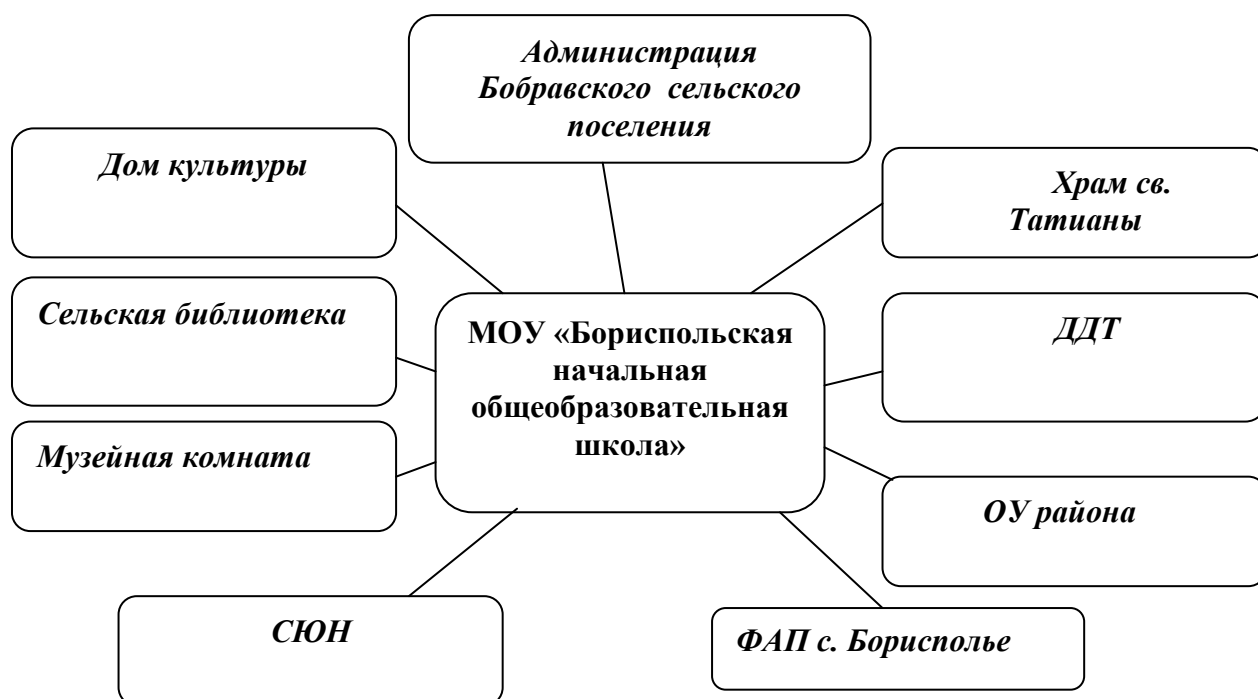 Администрация
Бобравского сельского
поселения
Дом культуры
Храм св.
Татианы
Сельская библиотека
МОУ «Бориспольская
начальная
общеобразовательная
школа»
ДДТ
Музейная комната
ОУ района
СЮН
ФАП с. Борисполье